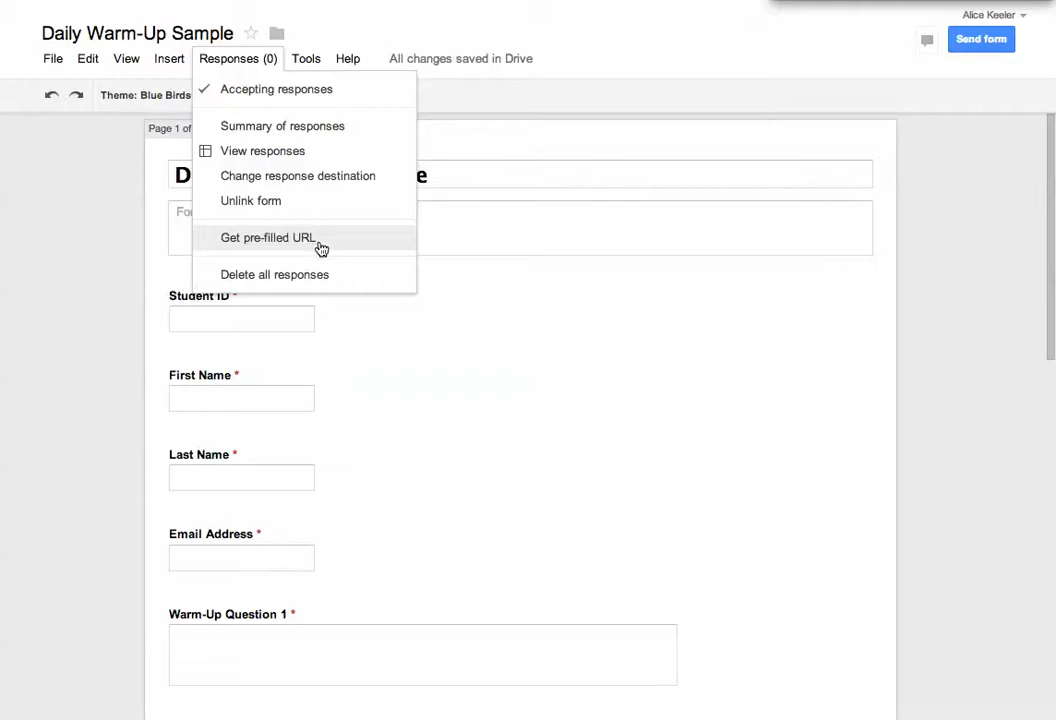 Alice Keeler
Daily Warm-Up Sample
Send form
File Edit View Insert Responses (0) Tools Help All changes saved in Drive
Theme: Blue Birds
Accepting responses
Page 1 of
Summary of responses
View responses
D
e
Change response destination
Unlink form
Fo
Get pre-filled URL
Delete all responses
Student ID *
First Name *
Last Name *
Email Address *
Warm-Up Question 1 *